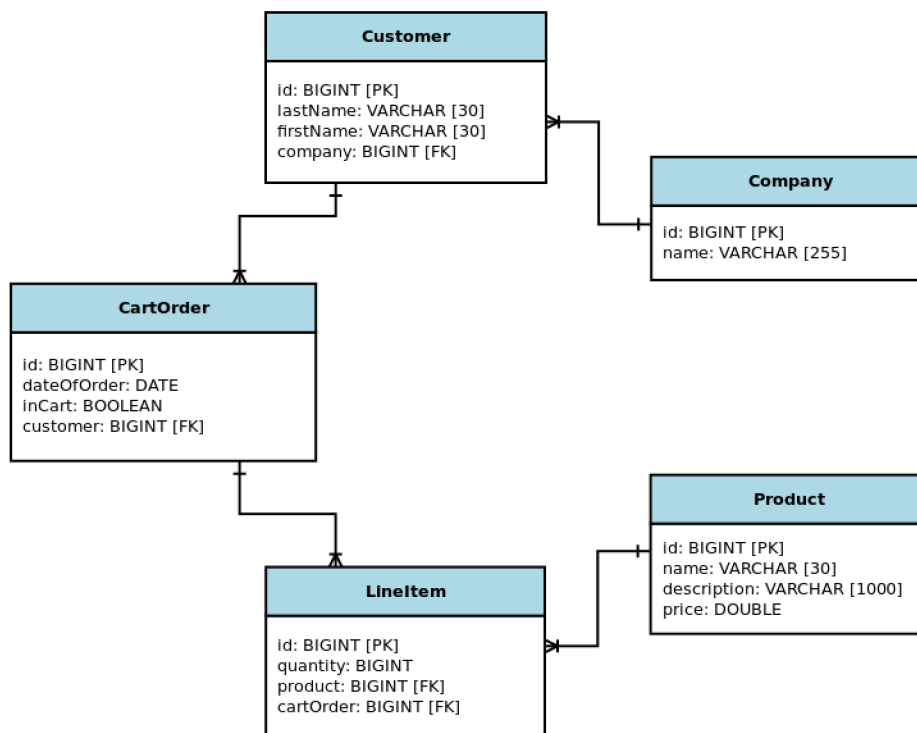 Customer
id: BIGINT [PK]
lastName: VARCHAR [30]
firstName: VARCHAR [30]
company: BIGINT [FK]
Company
id: BIGINT [PK]
name: VARCHAR [255]
CartOrder
id: BIGINT [PK]
dateOfOrder: DATE
inCart: BOOLEAN
customer: BIGINT [FK]
Product
id: BIGINT [PK]
name: VARCHAR [30]
description: VARCHAR [1000]
price: DOUBLE
LineItem
id: BIGINT [PK]
quantity: BIGINT
product: BIGINT [FK]
cartOrder: BIGINT [FK]